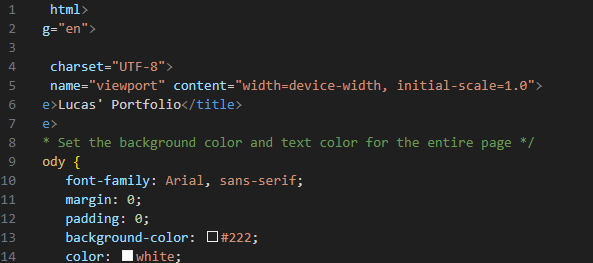 1 html>
2 g="en">
3
4 charset="UTF-8">
5 name="viewport" content="width=device-width, initial-scale=1.0">
6 e>Lucas' Portfolio</title>
7 e>
8 * Set the background color and text color for the entire page */
9 ody {
10 font-family: Arial, sans-serif;
11 margin: 0;
12 padding: 0;
13 background-color: #222;
14 color: white;